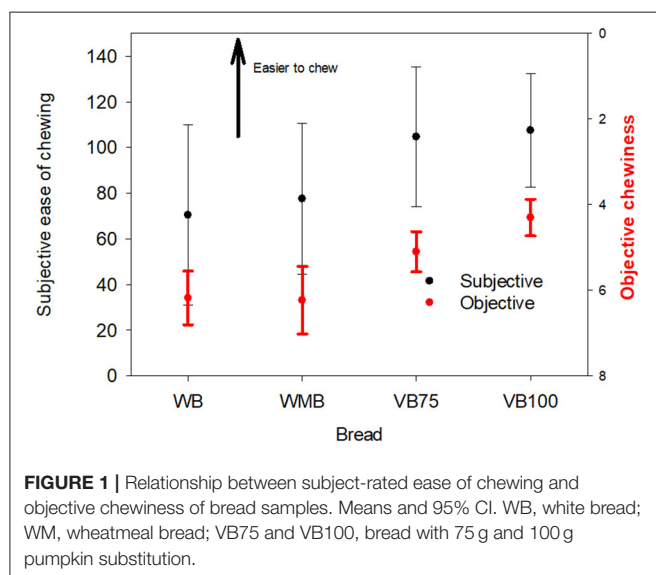 140
120
100
80
60
40
20
0
Subjective ease of chewing
Easier to chew
0
2
4
6
8
Objective chewiness
Subjective
Objective
WB WMB VB75 VB100
Bread
FIGURE 1 | Relationship between subject-rated ease of chewing and
objective chewiness of bread samples. Means and 95% CI. WB, white bread;
WM, wheatmeal bread; VB75 and VB100, bread with 75 g and 100 g
pumpkin substitution.